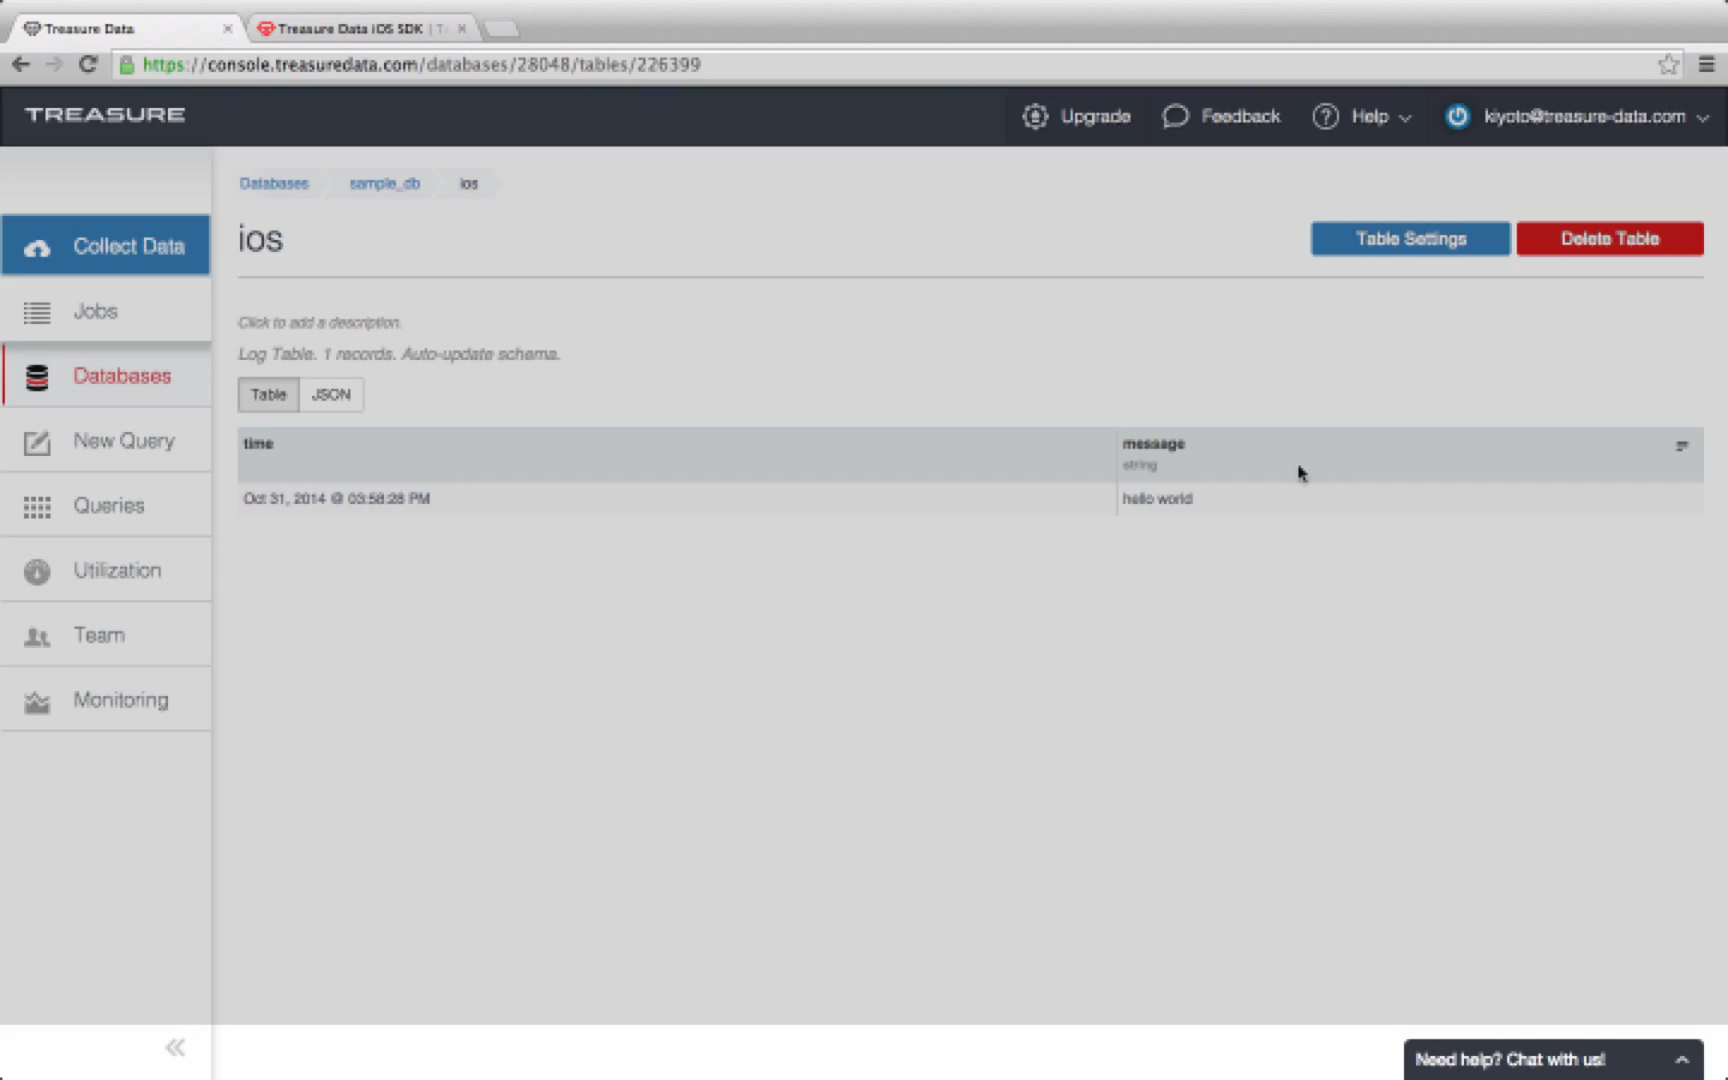 Treasure Data
Treasure Data iOS SDK | T
https://console.treasuredata.com/databases/28048/tables/226399
TREASURE
Upgrade
Feedback
Help
kiyoto@treasure-data.com
Databases
sample_db
ios
ios
Table Settings
Delete Table
Collect Data
Jobs
Databases
New Query
Queries
Utilization
Team
Monitoring
Click to add a description.
Log Table. 1 records. Auto-update schema.
Table
JSON
time
message
string
Oct 31, 2014 @ 03:58:28 PM
hello world
Need help? Chat with us!